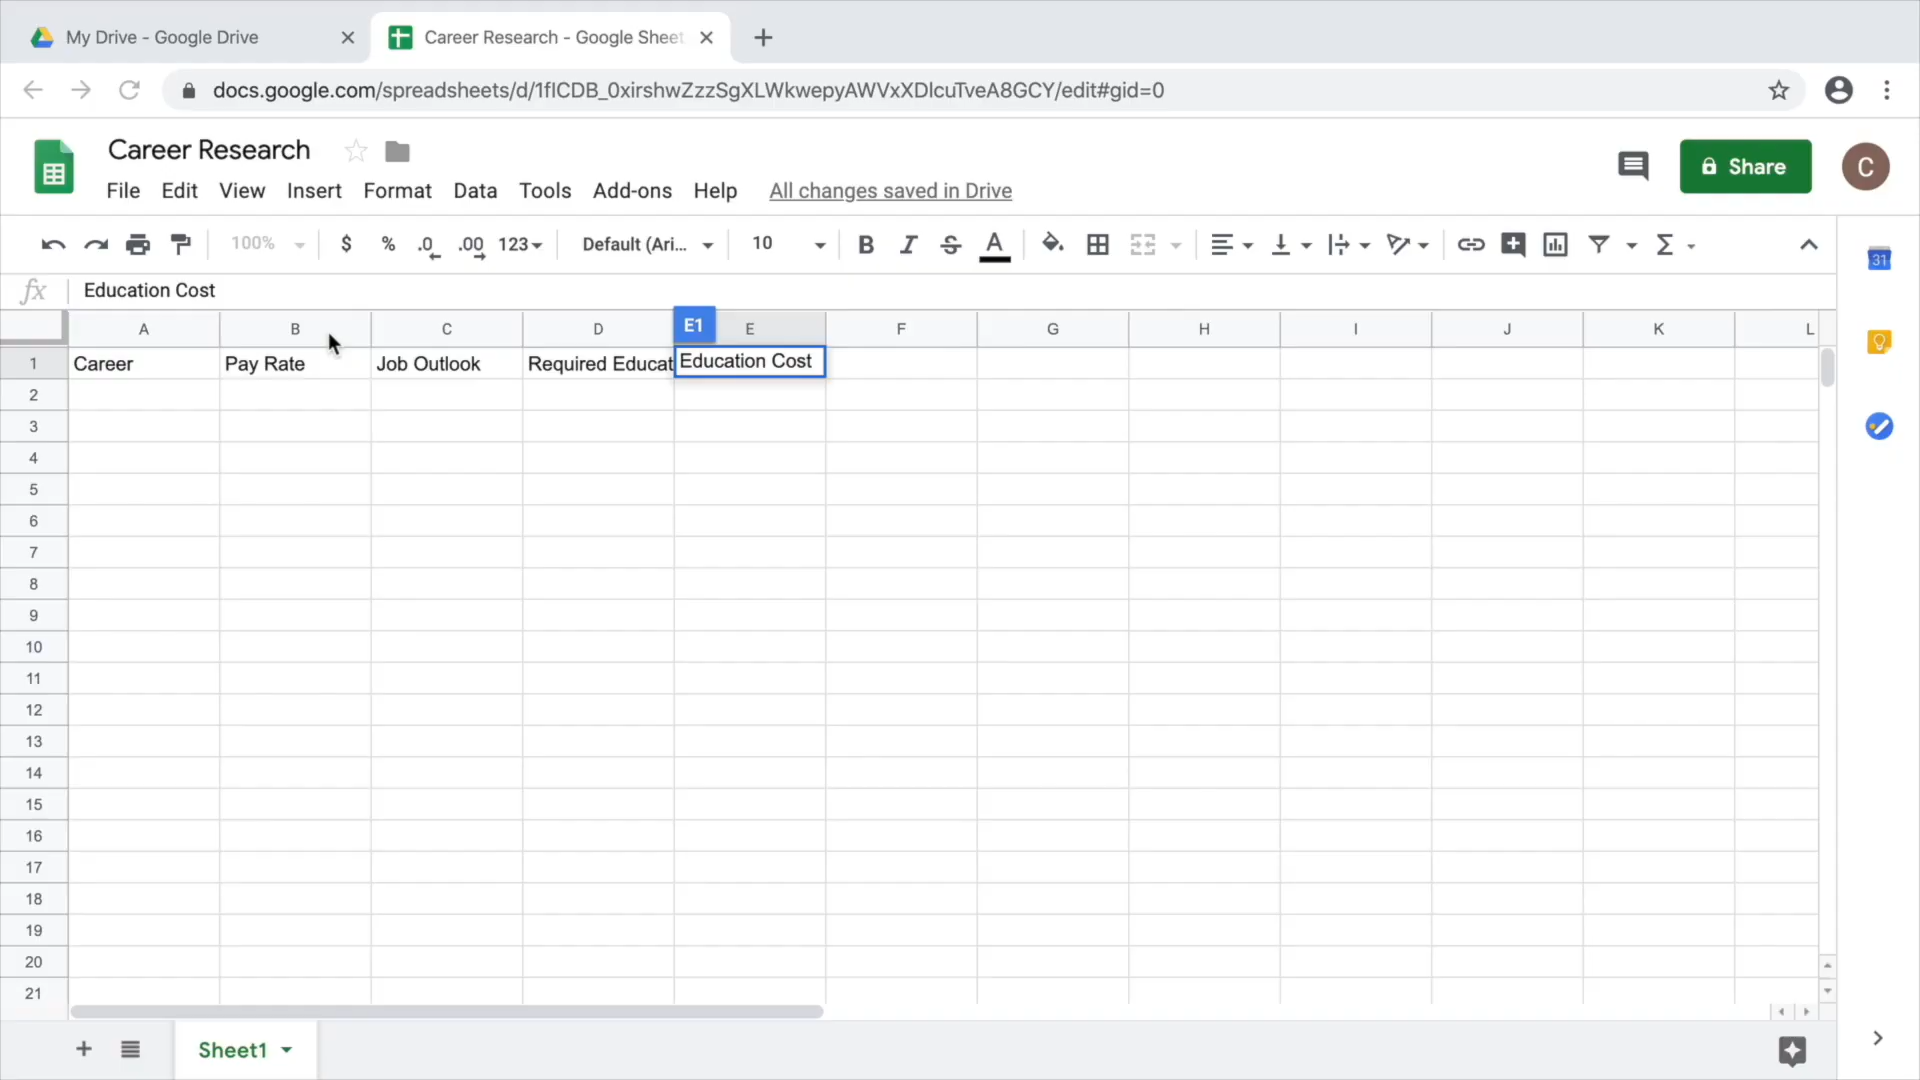 My Drive - Google Drive
Career Research - Google Sheet
docs.google.com/spreadsheets/d/1fICDB_0xirshwZzzSgXLWkwepyAWVxXDlcuTveA8GCY/edit#gid=0
Career Research
File Edit View Insert Format Data Tools Add-ons Help All changes saved in Drive
Share
C
100% $ % .0 .00 123 Default (Ari... 10 B I S A Σ
31
fx Education Cost
A B C D E1 E F G H I J K L
1 Career Pay Rate Job Outlook Required Educat Education Cost
2
3
4
5
6
7
8
9
10
11
12
13
14
15
16
17
18
19
20
21
Sheet1